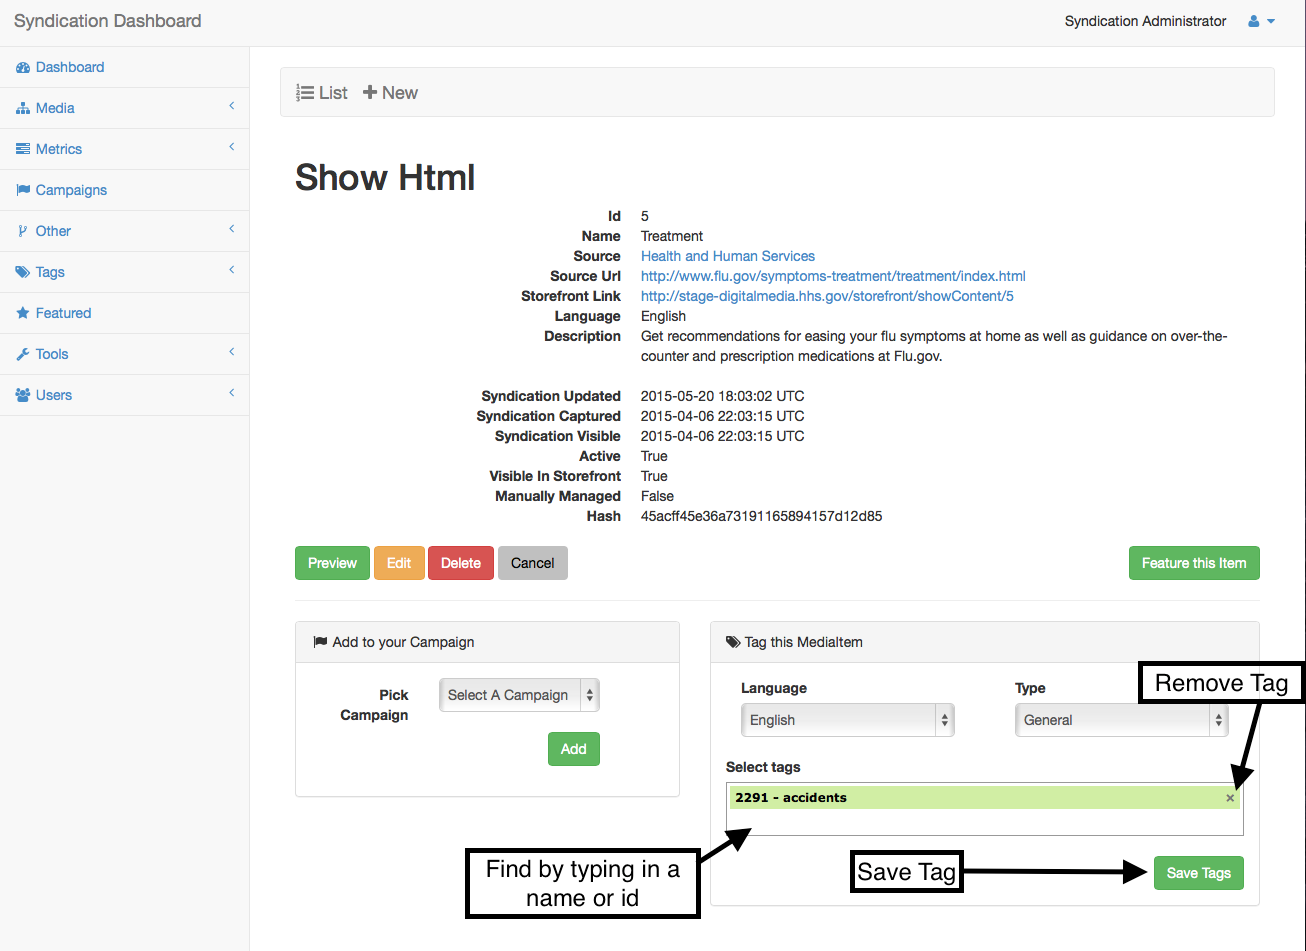 Syndication Dashboard
Syndication Administrator
Dashboard
Media
Metrics
Campaigns
Other
Tags
Featured
Tools
Users
List New
Show Html
Id 5
Name Treatment
Source Health and Human Services
Source Url http://www.flu.gov/symptoms-treatment/treatment/index.html
Storefront Link http://stage-digitalmedia.hhs.gov/storefront/showContent/5
Language English
Description Get recommendations for easing your flu symptoms at home as well as guidance on over-the-
counter and prescription medications at Flu.gov.
Syndication Updated 2015-05-20 18:03:02 UTC
Syndication Captured 2015-04-06 22:03:15 UTC
Syndication Visible 2015-04-06 22:03:15 UTC
Active True
Visible In Storefront True
Manually Managed False
Hash 45acff45e36a73191165894157d12d85
Preview Edit Delete Cancel
Feature this Item
Add to your Campaign
Pick
Campaign
Select A Campaign
Add
Tag this MediaItem
Language
English
Type
General
Remove Tag
Select tags
2291 - accidents ×
Find by typing in a
name or id
Save Tag
Save Tags